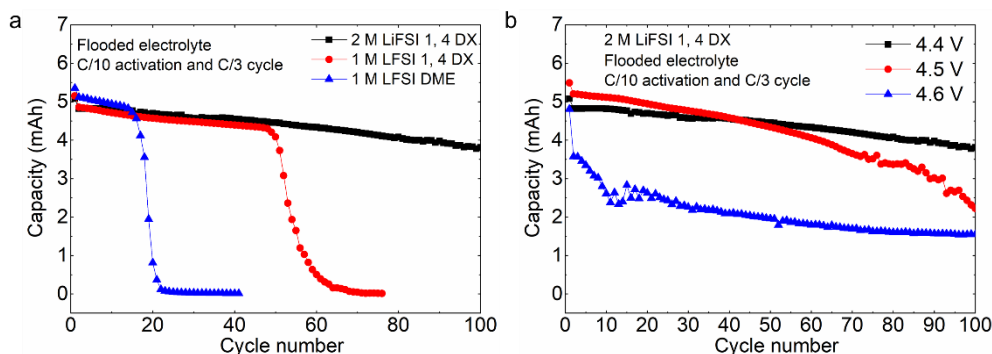 a
Flooded electrolyte
C/10 activation and C/3 cycle
2 M LiFSI 1, 4 DX
1 M LFSI 1, 4 DX
1 M LFSI DME
Capacity (mAh)
7
6
5
4
3
2
1
0
0 20 40 60 80 100
Cycle number
b
2 M LiFSI 1, 4 DX
Flooded electrolyte
C/10 activation and C/3 cycle
4.4 V
4.5 V
4.6 V
Capacity (mAh)
7
6
5
4
3
2
1
0
0 10 20 30 40 50 60 70 80 90 100
Cycle number